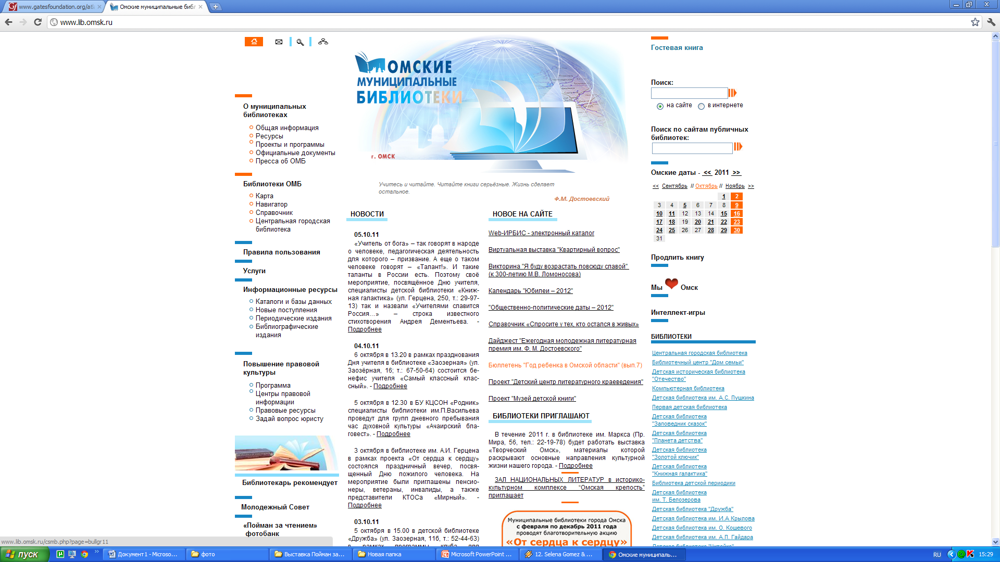 www.gatesfoundation.org/atl
Омские муниципальные библ
www.lib.omsk.ru
ОМСКИЕ
МУНИЦИПАЛЬНЫЕ
БИБЛИОТЕКИ
г. ОМСК
Учитесь и читайте. Читайте книги серьёзные. Жизнь сделает
остальное.
Ф.М. Достоевский
О муниципальных
библиотеках
Общая информация
Ресурсы
Проекты и программы
Официальные документы
Пресса об ОМБ
Библиотеки ОМБ
Карта
Навигатор
Справочник
Центральная городская
библиотека
Правила пользования
Услуги
Информационные ресурсы
Каталоги и базы данных
Новые поступления
Периодические издания
Библиографические
издания
Повышение правовой
культуры
Программа
Центры правовой
информации
Правовые ресурсы
Задай вопрос юристу
Библиотекарь рекомендует
Молодежный Совет
«Пойман за чтением»
фотобанк
НОВОСТИ
05.10.11
«Учитель от бога» – так говорят в народе
о человеке, педагогическая деятельность
для которого – призвание. А еще о таком
человеке говорят – «Талант!». И такие
таланты в России есть. Поэтому своё
мероприятие, посвящённое Дню учителя,
специалисты детской библиотеки «Книж-
ная галактика» (ул. Герцена, 250, т.: 29-97-
13) так и назвали «Учителями славится
Россия...» – строка известного
стихотворения Андрея Дементьева. -
Подробнее
04.10.11
6 октября в 13.20 в рамках празднования
Дня учителя в библиотеке «Заозерная» (ул.
Заозёрная, 16; т.: 67-50-64) состоится бе-
нефис учителя «Самый классный клас-
сный». - Подробнее
5 октября в 12.30 в БУ КЦСОН «Родник»
специалисты библиотеки им.П.Васильева
проведут для групп дневного пребывания
час духовной культуры «Ачаирский бла-
говест». - Подробнее
3 октября в библиотеке им. А.И. Герцена
в рамках проекта «От сердца к сердцу»
состоялся праздничный вечер, посвя-
щенный Дню пожилого человека. На
мероприятие были приглашены пенсио-
неры, ветераны, инвалиды, а также
представители КТОСа «Мирный». -
Подробнее
03.10.11
5 октября в 15.00 в детской библиотеке
«Дружба» (ул. Заозерная, 11б, т.: 52-44-63)
в рамках программы клуба для
НОВОЕ НА САЙТЕ
Web-ИРБИС - электронный каталог
Виртуальная выставка "Квартирный вопрос"
Викторина "Я буду возрастать повсюду славой"
(к 300-летию М.В. Ломоносова)
Календарь "Юбилеи – 2012"
"Общественно-политические даты – 2012"
Справочник «Спросите у тех, кто остался в живых»
Дайджест "Ежегодная молодежная литературная
премия им. Ф. М. Достоевского"
Бюллетень "Год ребенка в Омской области" (вып.7)
Проект "Детский центр литературного краеведения"
Проект "Музей детской книги"
БИБЛИОТЕКИ ПРИГЛАШАЮТ
В течение 2011 г. в библиотеке им. Маркса (Пр.
Мира, 56, тел.: 22-19-78) будет работать выставка
«Творческий Омск», материалы которой
раскрывают основные направления культурной
жизни нашего города. - Подробнее
ЗАЛ НАЦИОНАЛЬНЫХ ЛИТЕРАТУР в историко-
культурном комплексе “Омская крепость”
приглашает
Муниципальные библиотеки города Омска
с февраля по декабрь 2011 года
проводят благотворительную акцию
«От сердца к сердцу»
Гостевая книга
Поиск:
на сайте в интернете
Поиск по сайтам публичных
библиотек:
Омские даты - << 2011 >>
<< Сентябрь // Октябрь // Ноябрь >>
1 2
3 4 5 6 7 8 9
10 11 12 13 14 15 16
17 18 19 20 21 22 23
24 25 26 27 28 29 30
31
Продлить книгу
Мы Омск
Интеллект-игры
БИБЛИОТЕКИ
Центральная городская библиотека
Библиотечный центр "Дом семьи"
Детская историческая библиотека
"Отечество"
Компьютерная библиотека
Детская библиотека им. А.С. Пушкина
Первая детская библиотека
Детская библиотека
"Заповедник сказок"
Детская библиотека
"Планета детства"
Детская библиотека
"Золотой ключик"
Детская библиотека
"Книжная галактика"
Библиотека детской периодики
Детская библиотека
им. Т. Белозерова
Детская библиотека "Дружба"
Детская библиотека им. И.А Крылова
Детская библиотека им. О. Кошевого
Детская библиотека им. А.П. Гайдара
Детская библиотека "Читайка"
www.lib.omsk.ru/csmb.php?page=bullgr11
пуск
Документ1 - Microso...
фото
Выставка Пойман за...
Новая папка
Microsoft PowerPoint ...
12. Selena Gomez & ...
Омские муниципаль...
RU
15:29